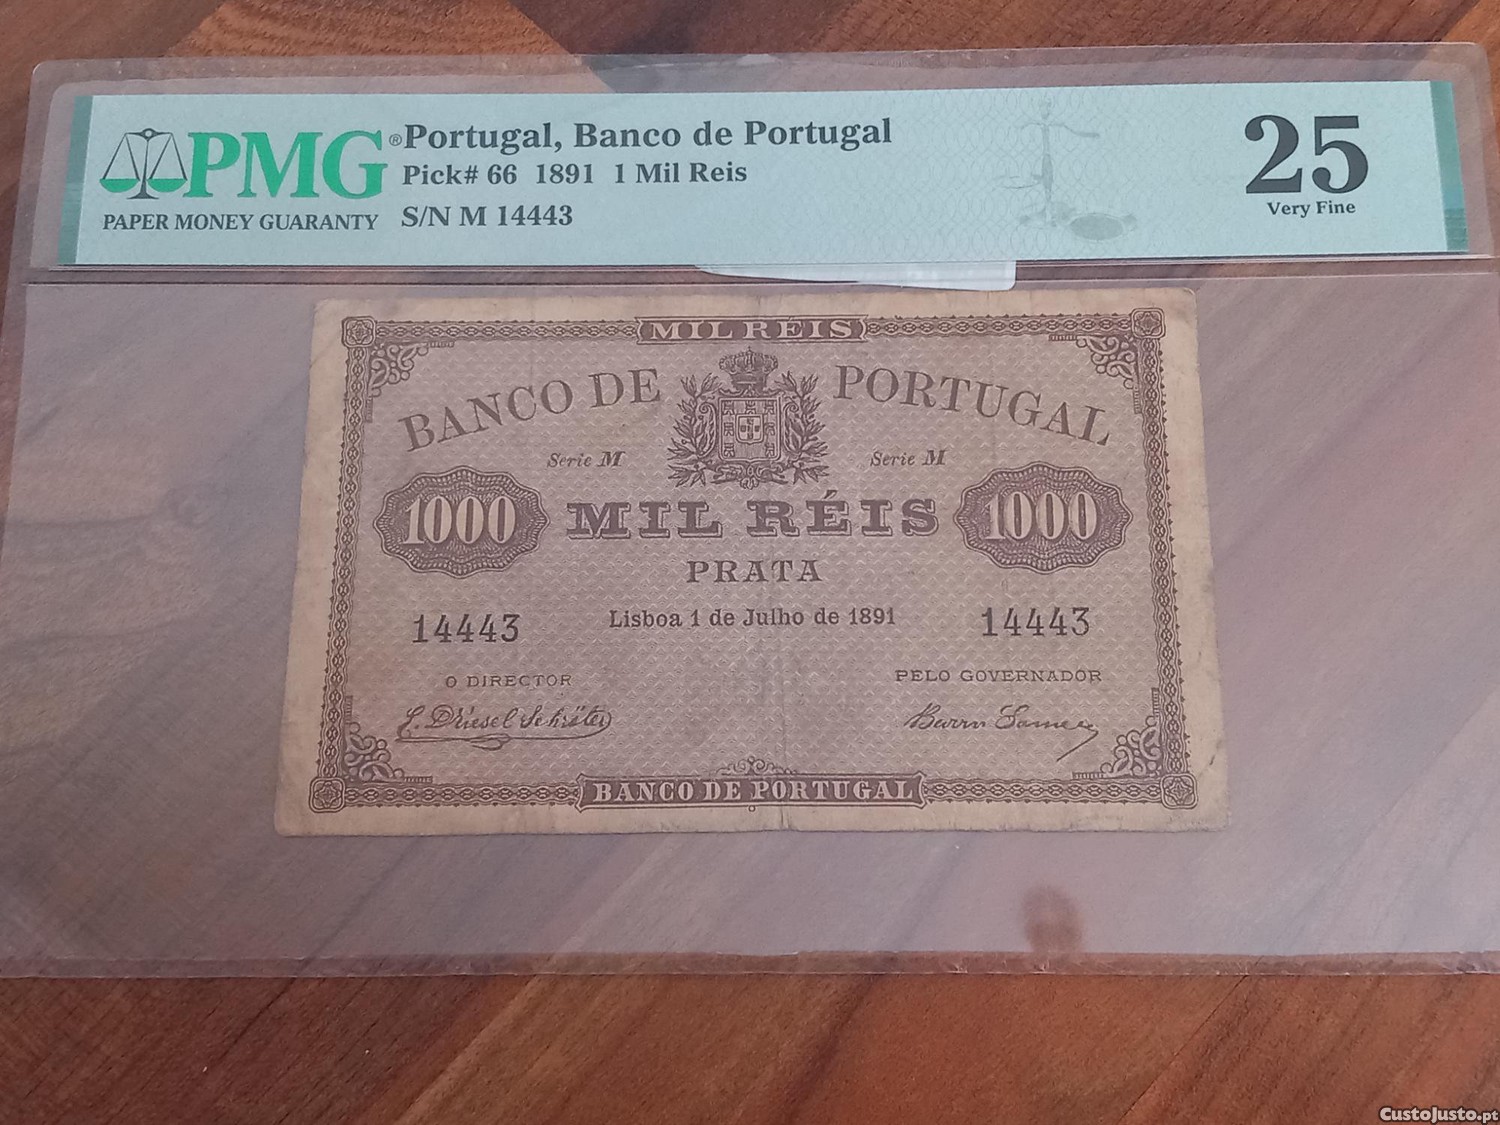 PMG® Portugal, Banco de Portugal
Pick# 66 1891 1 Mil Reis
PAPER MONEY GUARANTY S/N M 14443
25
Very Fine
MIL RÉIS
BANCO DE PORTUGAL
Serie M Serie M
1000 MIL RÉIS 1000
PRATA
14443 Lisboa 1 de Julho de 1891 14443
O DIRECTOR PELO GOVERNADOR
BANCO DE PORTUGAL
CustoJusto.pt